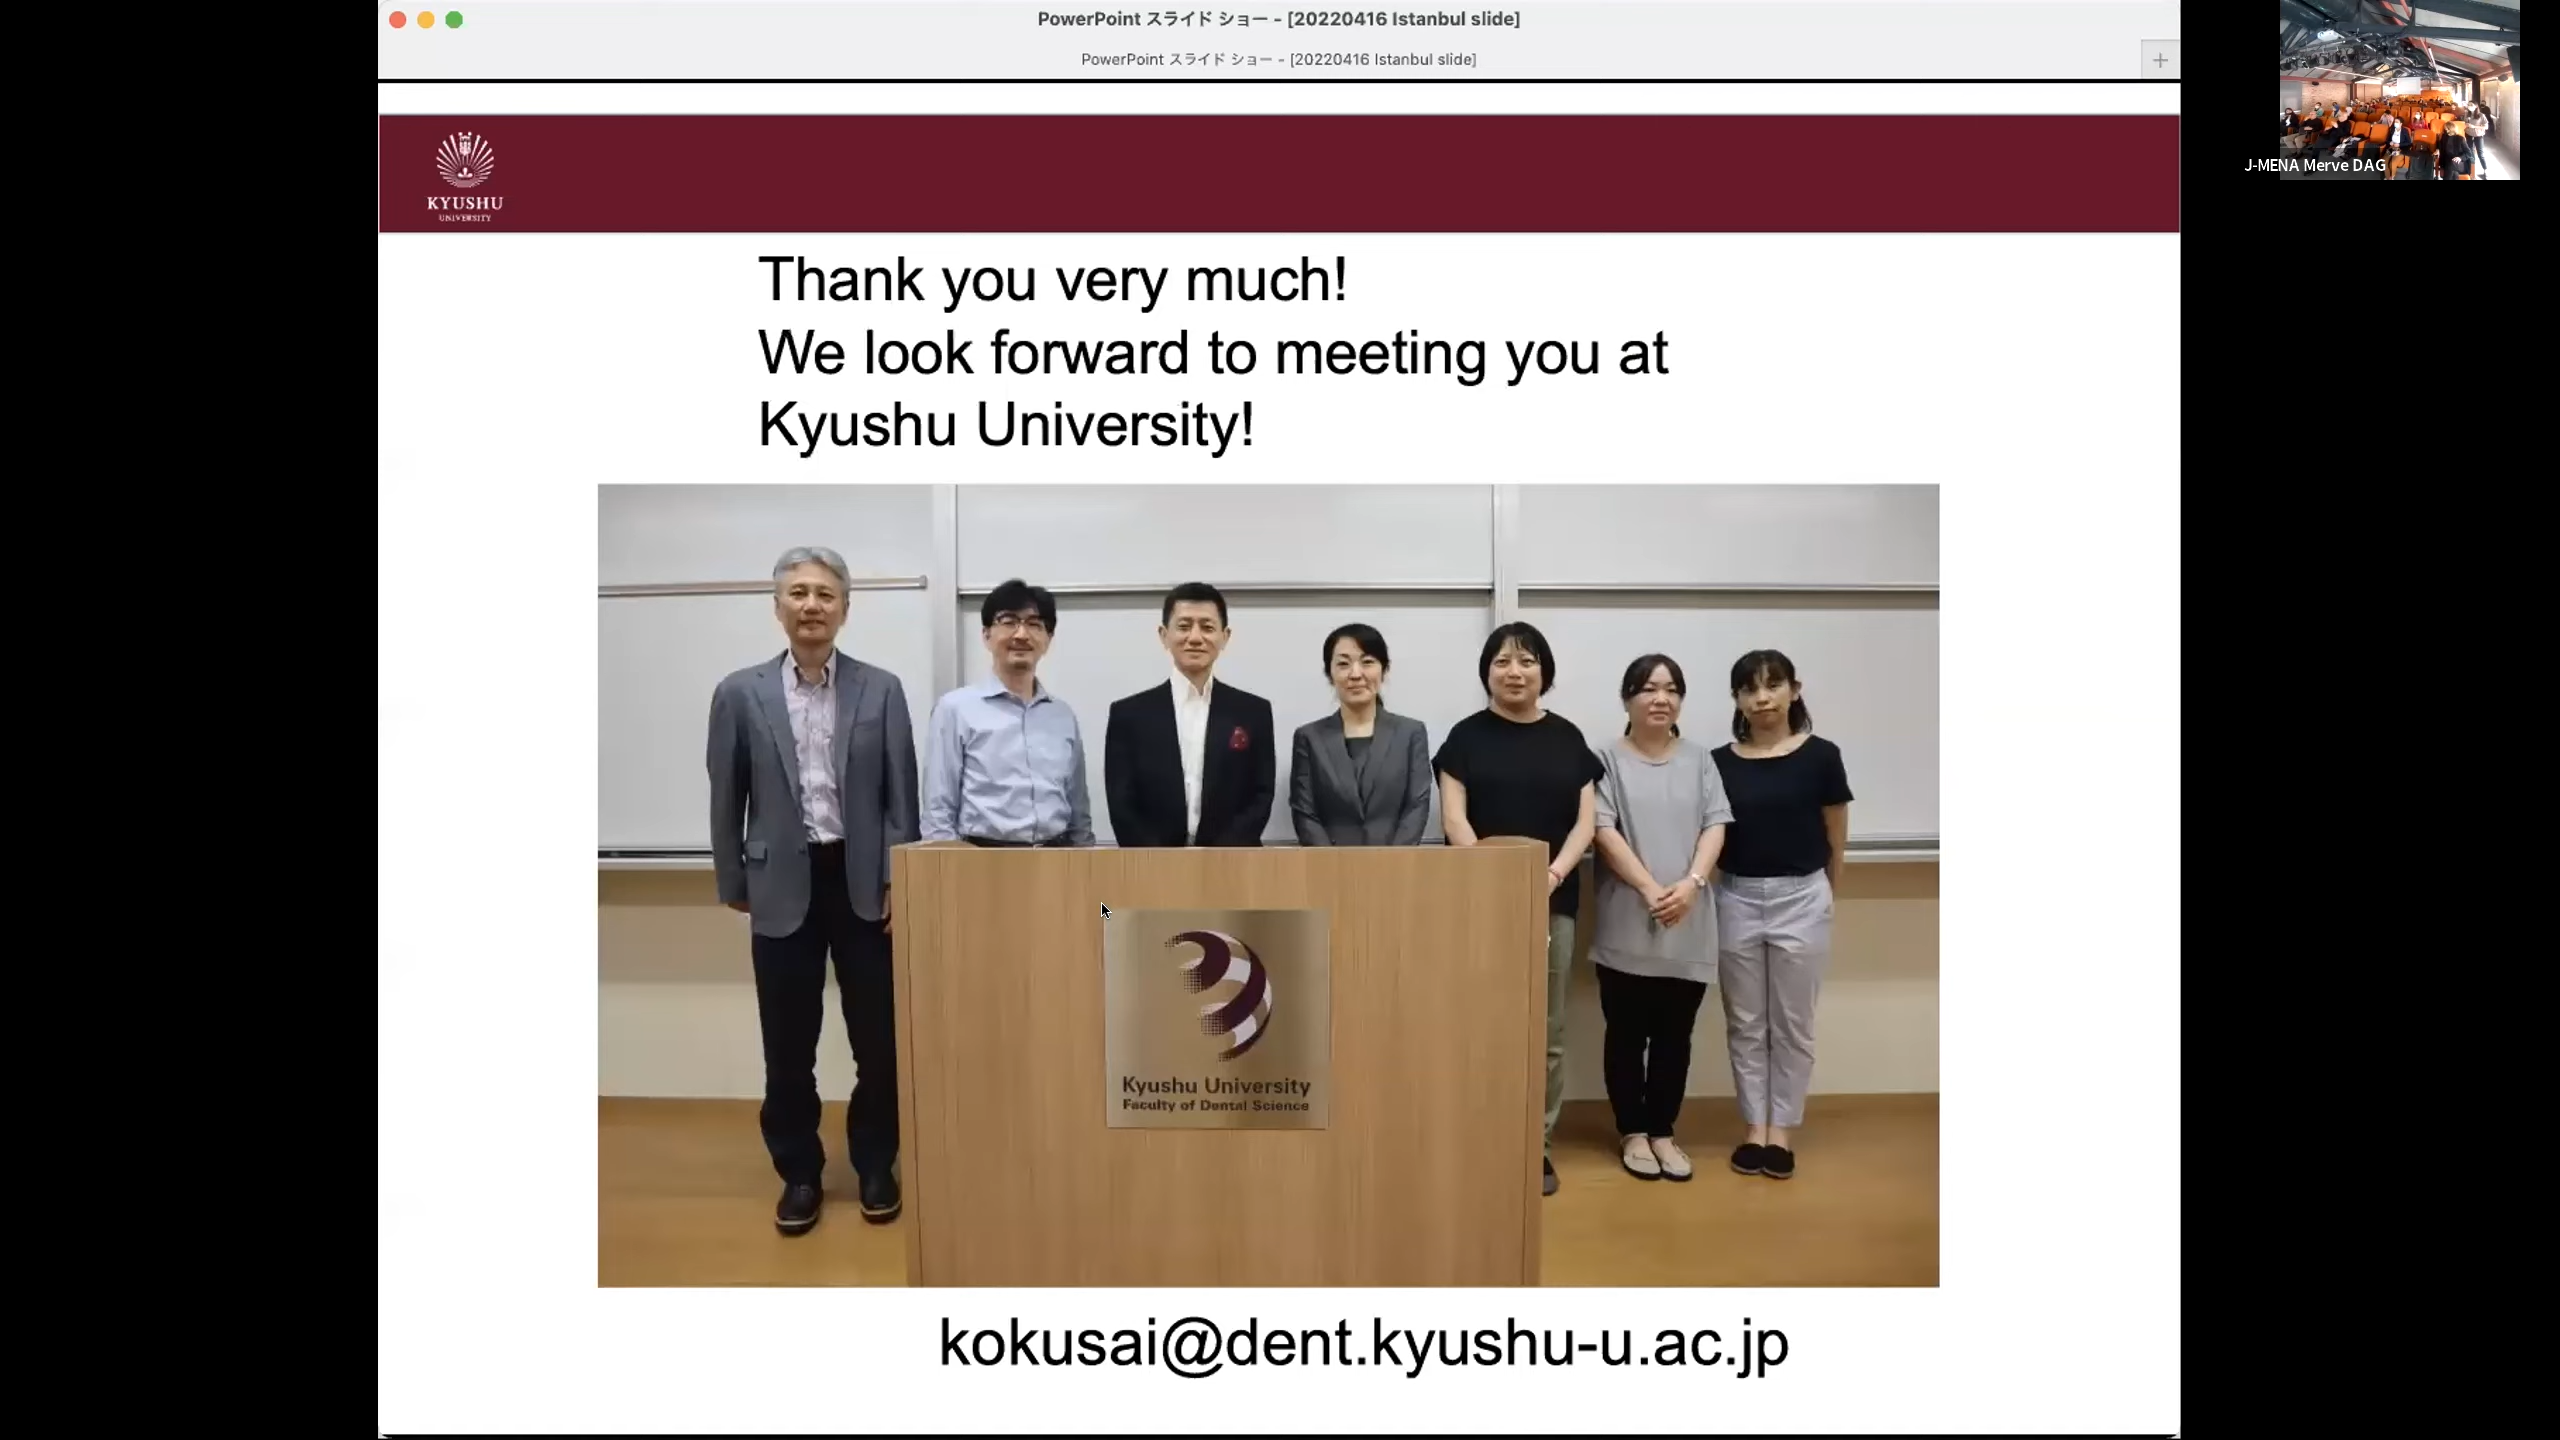 PowerPoint スライド ショー - [20220416 Istanbul slide]
PowerPoint スライド ショー - [20220416 Istanbul slide]
J-MENA Merve DAG
KYUSHU
UNIVERSITY
Thank you very much!
We look forward to meeting you at
Kyushu University!
Kyushu University
Faculty of Dental Science
kokusai@dent.kyushu-u.ac.jp